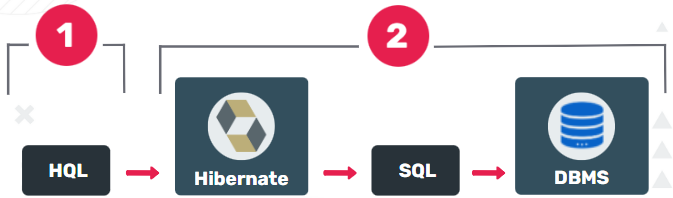 1
2
HQL
Hibernate
SQL
DBMS